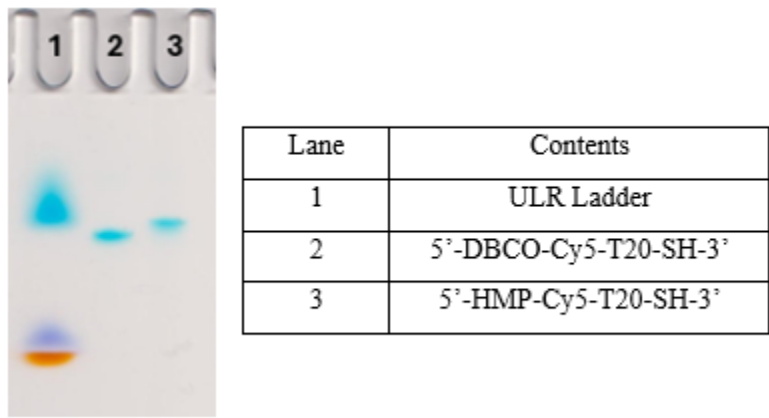 1 2 3
Lane Contents
1 ULR Ladder
2 5’-DBCO-Cy5-T20-SH-3’
3 5’-HMP-Cy5-T20-SH-3’